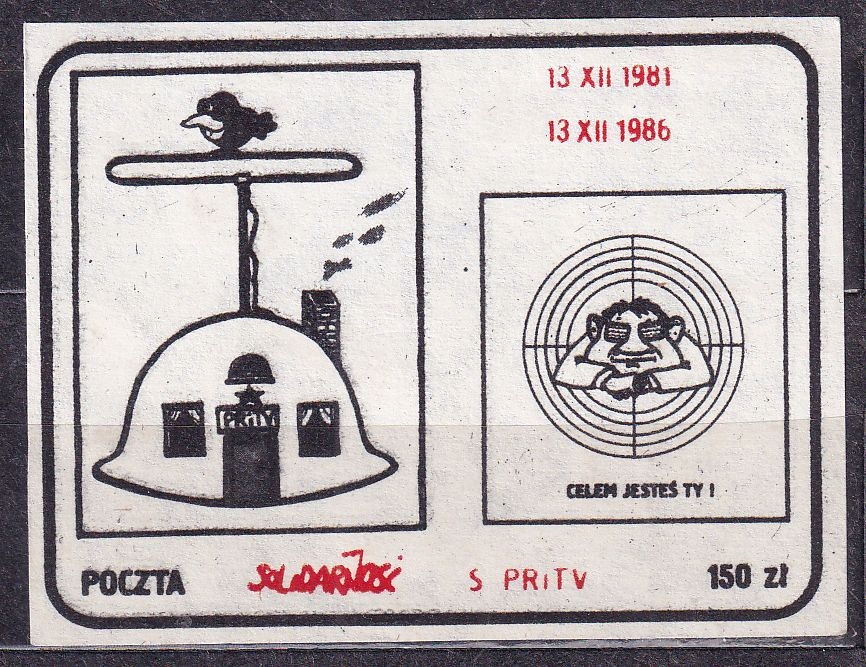 13 XII 1981
13 XII 1986
PRiTV
CELEM JESTEŚ TY !
POCZTA SOLIDARNOŚĆ S PRiTV 150 zł